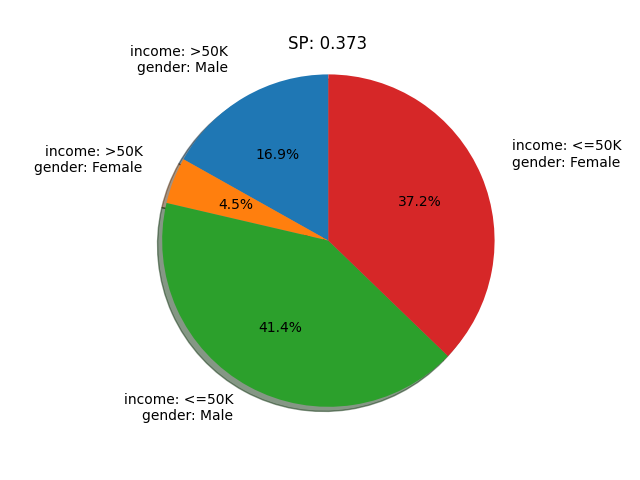 SP: 0.373
income: >50K
gender: Male
income: >50K
gender: Female
income: <=50K
gender: Male
income: <=50K
gender: Female
16.9%
4.5%
41.4%
37.2%